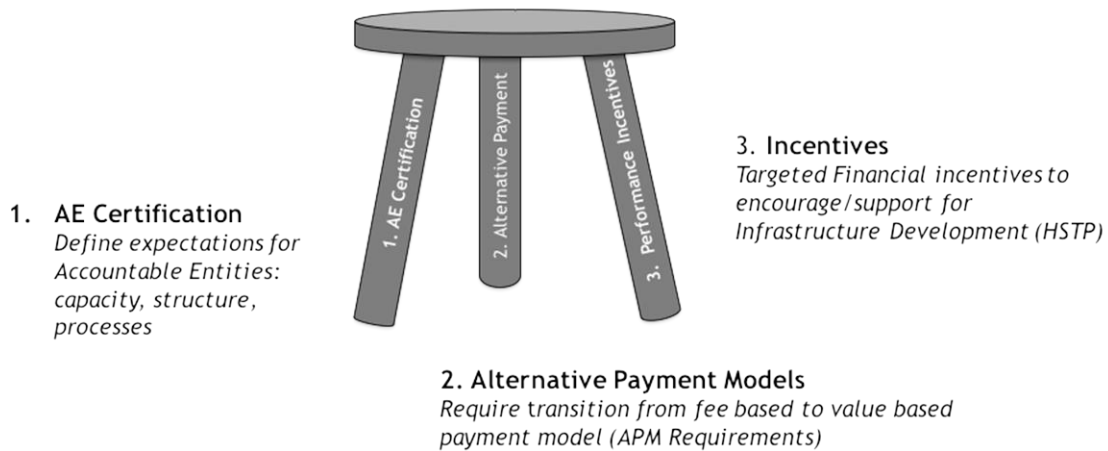 1. AE Certification
2. Alternative Payment
3. Performance Incentives
3. Incentives
Targeted Financial incentives to
encourage/support for
Infrastructure Development (HSTP)
1. AE Certification
Define expectations for
Accountable Entities:
capacity, structure,
processes
2. Alternative Payment Models
Require transition from fee based to value based
payment model (APM Requirements)